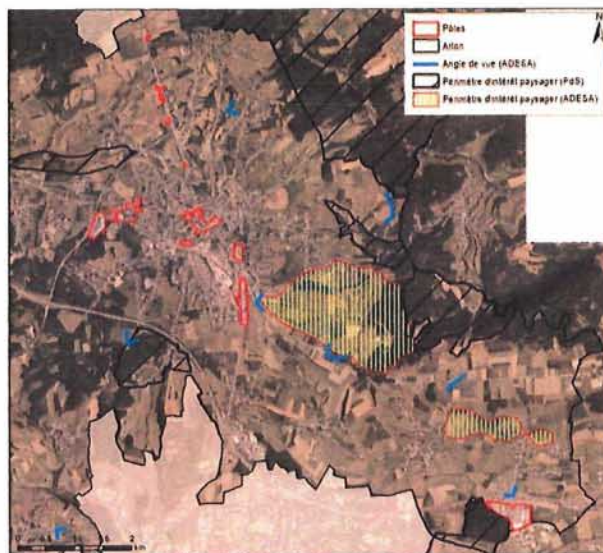 N
Pôles
Arlon
Angle de vue (ADESA)
Périmètre d'intérêt paysager (PdS)
Périmètre d'intérêt paysager (ADESA)
2
km